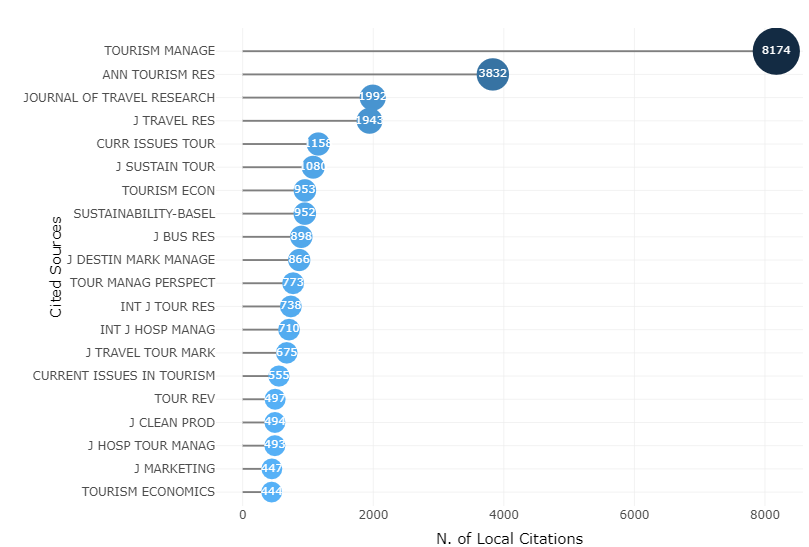 TOURISM MANAGE 8174
ANN TOURISM RES 3832
JOURNAL OF TRAVEL RESEARCH 1992
J TRAVEL RES 1943
CURR ISSUES TOUR 1158
J SUSTAIN TOUR 1080
TOURISM ECON 953
SUSTAINABILITY-BASEL 952
J BUS RES 898
J DESTIN MARK MANAGE 866
TOUR MANAG PERSPECT 773
INT J TOUR RES 738
INT J HOSP MANAG 710
J TRAVEL TOUR MARK 675
CURRENT ISSUES IN TOURISM 555
TOUR REV 497
J CLEAN PROD 494
J HOSP TOUR MANAG 493
J MARKETING 447
TOURISM ECONOMICS 444
Cited Sources
0 2000 4000 6000 8000
N. of Local Citations